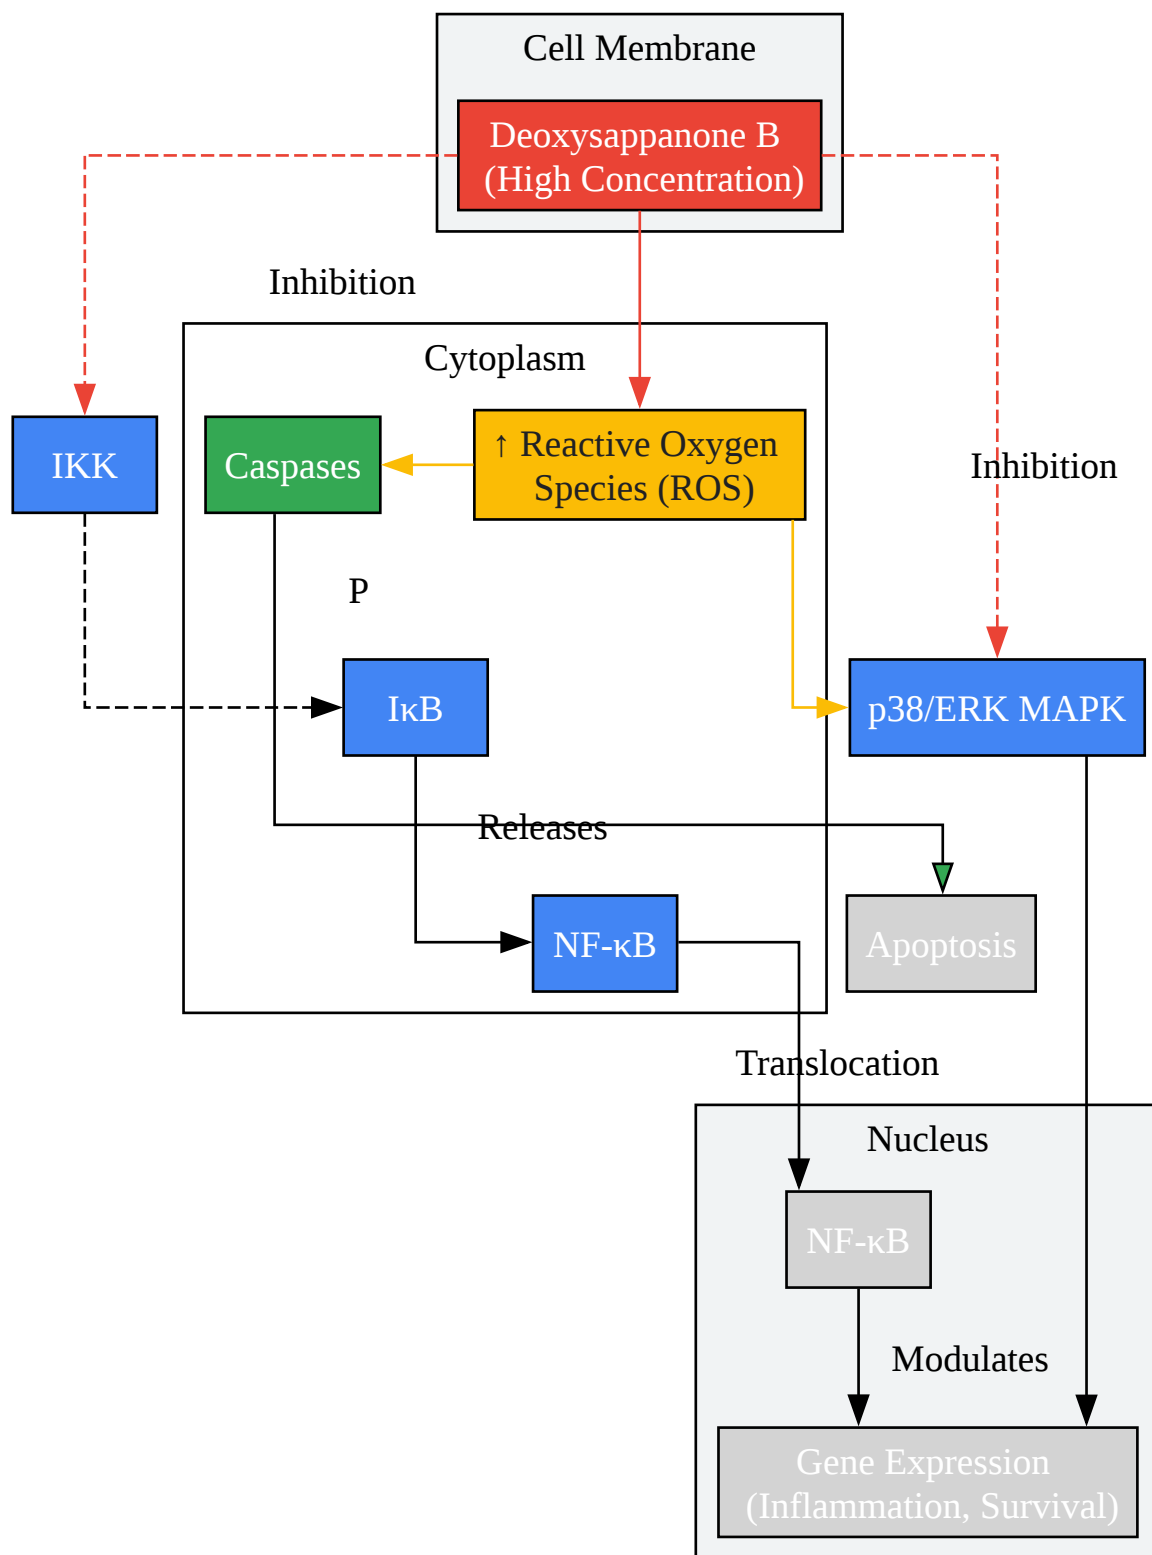 Cell Membrane
Deoxysappanone B
(High Concentration)
Inhibition
Cytoplasm
IKK
Caspases
↑ Reactive Oxygen
Species (ROS)
Inhibition
P
IκB
p38/ERK MAPK
Releases
NF-κB
Apoptosis
Translocation
Nucleus
NF-κB
Modulates
Gene Expression
(Inflammation, Survival)